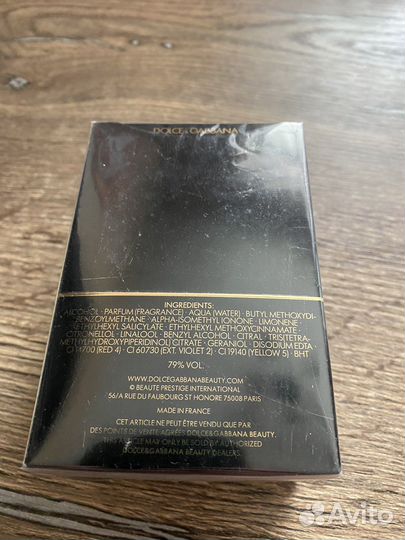 DOLCE & GABBANA
INGREDIENTS:
ALCOHOL · PARFUM (FRAGRANCE) · AQUA (WATER) · BUTYL METHOXYDI-
BENZOYLMETHANE · ALPHA-ISOMETHYL IONONE · LIMONENE ·
ETHYLHEXYL SALICYLATE · ETHYLHEXYL METHOXYCINNAMATE ·
CITRONELLOL · LINALOOL · BENZYL ALCOHOL · CITRAL · TRIS(TETRA-
METHYLHYDROXYPIPERIDINOL) CITRATE · GERANIOL · DISODIUM EDTA ·
CI 14700 (RED 4) · CI 60730 (EXT. VIOLET 2) · CI 19140 (YELLOW 5) · BHT
79% VOL.
WWW.DOLCEGABBANABEAUTY.COM
© BEAUTE PRESTIGE INTERNATIONAL
56/A RUE DU FAUBOURG ST HONORE 75008 PARIS
MADE IN FRANCE
CET ARTICLE NE PEUT ÊTRE VENDU QUE PAR
DES POINTS DE VENTE AGRÉÉS DOLCE&GABBANA BEAUTY.
THIS ARTICLE MAY ONLY BE SOLD BY AUTHORIZED
DOLCE&GABBANA BEAUTY DEALERS.
Avito